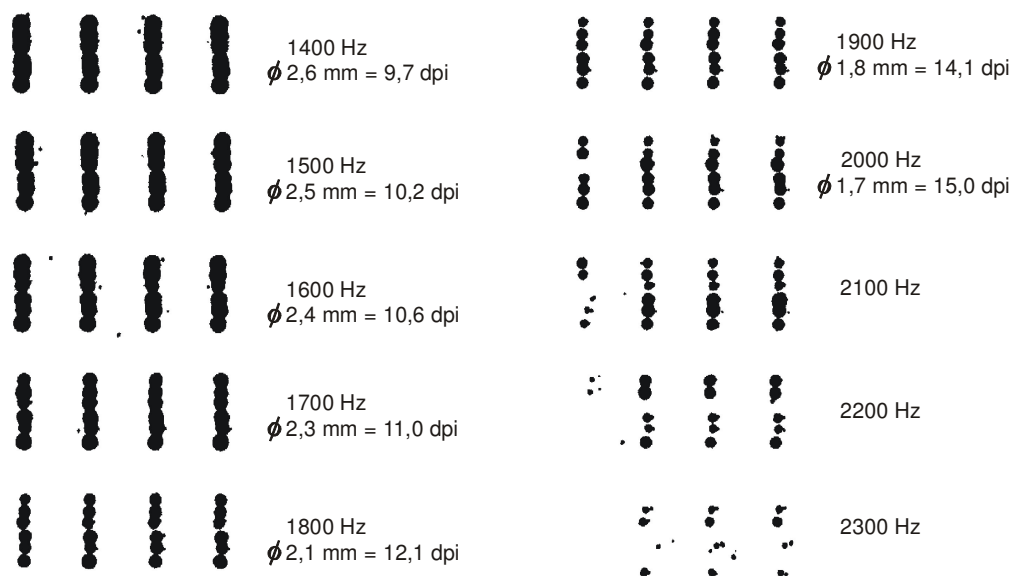 1400 Hz
ϕ 2,6 mm = 9,7 dpi
1500 Hz
ϕ 2,5 mm = 10,2 dpi
1600 Hz
ϕ 2,4 mm = 10,6 dpi
1700 Hz
ϕ 2,3 mm = 11,0 dpi
1800 Hz
ϕ 2,1 mm = 12,1 dpi
1900 Hz
ϕ 1,8 mm = 14,1 dpi
2000 Hz
ϕ 1,7 mm = 15,0 dpi
2100 Hz
2200 Hz
2300 Hz